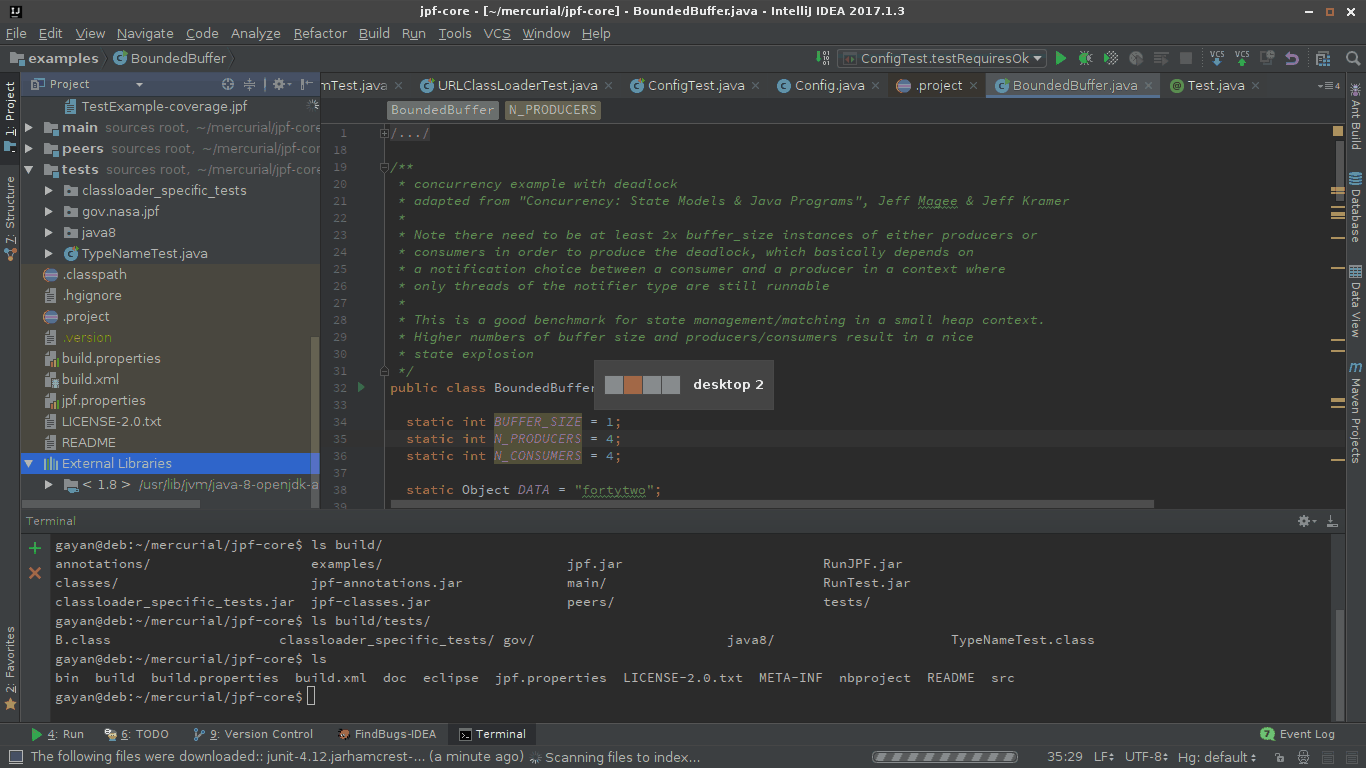 jpf-core - [~/mercurial/jpf-core] - BoundedBuffer.java - IntelliJ IDEA 2017.1.3
File Edit View Navigate Code Analyze Refactor Build Run Tools VCS Window Help
examples BoundedBuffer ConfigTest.testRequiresOk VCS VCS
Project
mTest.java URLClassLoaderTest.java ConfigTest.java Config.java .project BoundedBuffer.java Test.java 4
BoundedBuffer N_PRODUCERS
TestExample-coverage.jpf
main sources root, ~/mercurial/jpf-core
peers sources root, ~/mercurial/jpf-cor
tests sources root, ~/mercurial/jpf-core
classloader_specific_tests
gov.nasa.jpf
java8
TypeNameTest.java
.classpath
.hgignore
.project
.version
build.properties
build.xml
jpf.properties
LICENSE-2.0.txt
README
External Libraries
< 1.8 > /usr/lib/jvm/java-8-openjdk-a
1: Project
7: Structure
2: Favorites
1 /.../
18
19 /**
20 * concurrency example with deadlock
21 * adapted from "Concurrency: State Models & Java Programs", Jeff Magee & Jeff Kramer
22 *
23 * Note there need to be at least 2x buffer_size instances of either producers or
24 * consumers in order to produce the deadlock, which basically depends on
25 * a notification choice between a consumer and a producer in a context where
26 * only threads of the notifier type are still runnable
27 *
28 * This is a good benchmark for state management/matching in a small heap context.
29 * Higher numbers of buffer size and producers/consumers result in a nice
30 * state explosion
31 */
32 public class BoundedBuffer
33
34 static int BUFFER_SIZE = 1;
35 static int N_PRODUCERS = 4;
36 static int N_CONSUMERS = 4;
37
38 static Object DATA = "fortytwo";
39
desktop 2
Ant Build
Database
Data View
Maven Projects
Terminal
gayan@deb:~/mercurial/jpf-core$ ls build/
annotations/ examples/ jpf.jar RunJPF.jar
classes/ jpf-annotations.jar main/ RunTest.jar
classloader_specific_tests.jar jpf-classes.jar peers/ tests/
gayan@deb:~/mercurial/jpf-core$ ls build/tests/
B.class classloader_specific_tests/ gov/ java8/ TypeNameTest.class
gayan@deb:~/mercurial/jpf-core$ ls
bin build build.properties build.xml doc eclipse jpf.properties LICENSE-2.0.txt META-INF nbproject README src
gayan@deb:~/mercurial/jpf-core$
4: Run 6: TODO 9: Version Control FindBugs-IDEA Terminal 7 Event Log
The following files were downloaded:: junit-4.12.jarhamcrest-... (a minute ago) Scanning files to index... 35:29 LF UTF-8 Hg: default